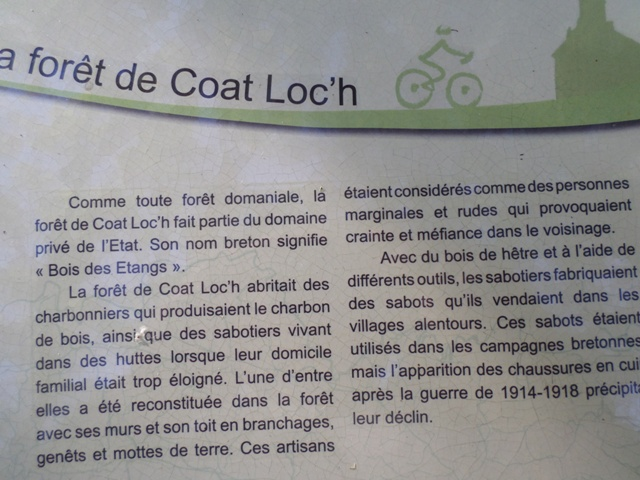 a forêt de Coat Loc'h
Comme toute forêt domaniale, la
forêt de Coat Loc'h fait partie du domaine
privé de l'Etat. Son nom breton signifie
« Bois des Etangs ».
La forêt de Coat Loc'h abritait des
charbonniers qui produisaient le charbon
de bois, ainsi que des sabotiers vivant
dans des huttes lorsque leur domicile
familial était trop éloigné. L'une d'entre
elles a été reconstituée dans la forêt
avec ses murs et son toit en branchages,
genêts et mottes de terre. Ces artisans
étaient considérés comme des personnes
marginales et rudes qui provoquaient
crainte et méfiance dans le voisinage.
Avec du bois de hêtre et à l'aide de
différents outils, les sabotiers fabriquaient
des sabots qu'ils vendaient dans les
villages alentours. Ces sabots étaient
utilisés dans les campagnes bretonnes
mais l'apparition des chaussures en cui
après la guerre de 1914-1918 précipita
leur déclin.